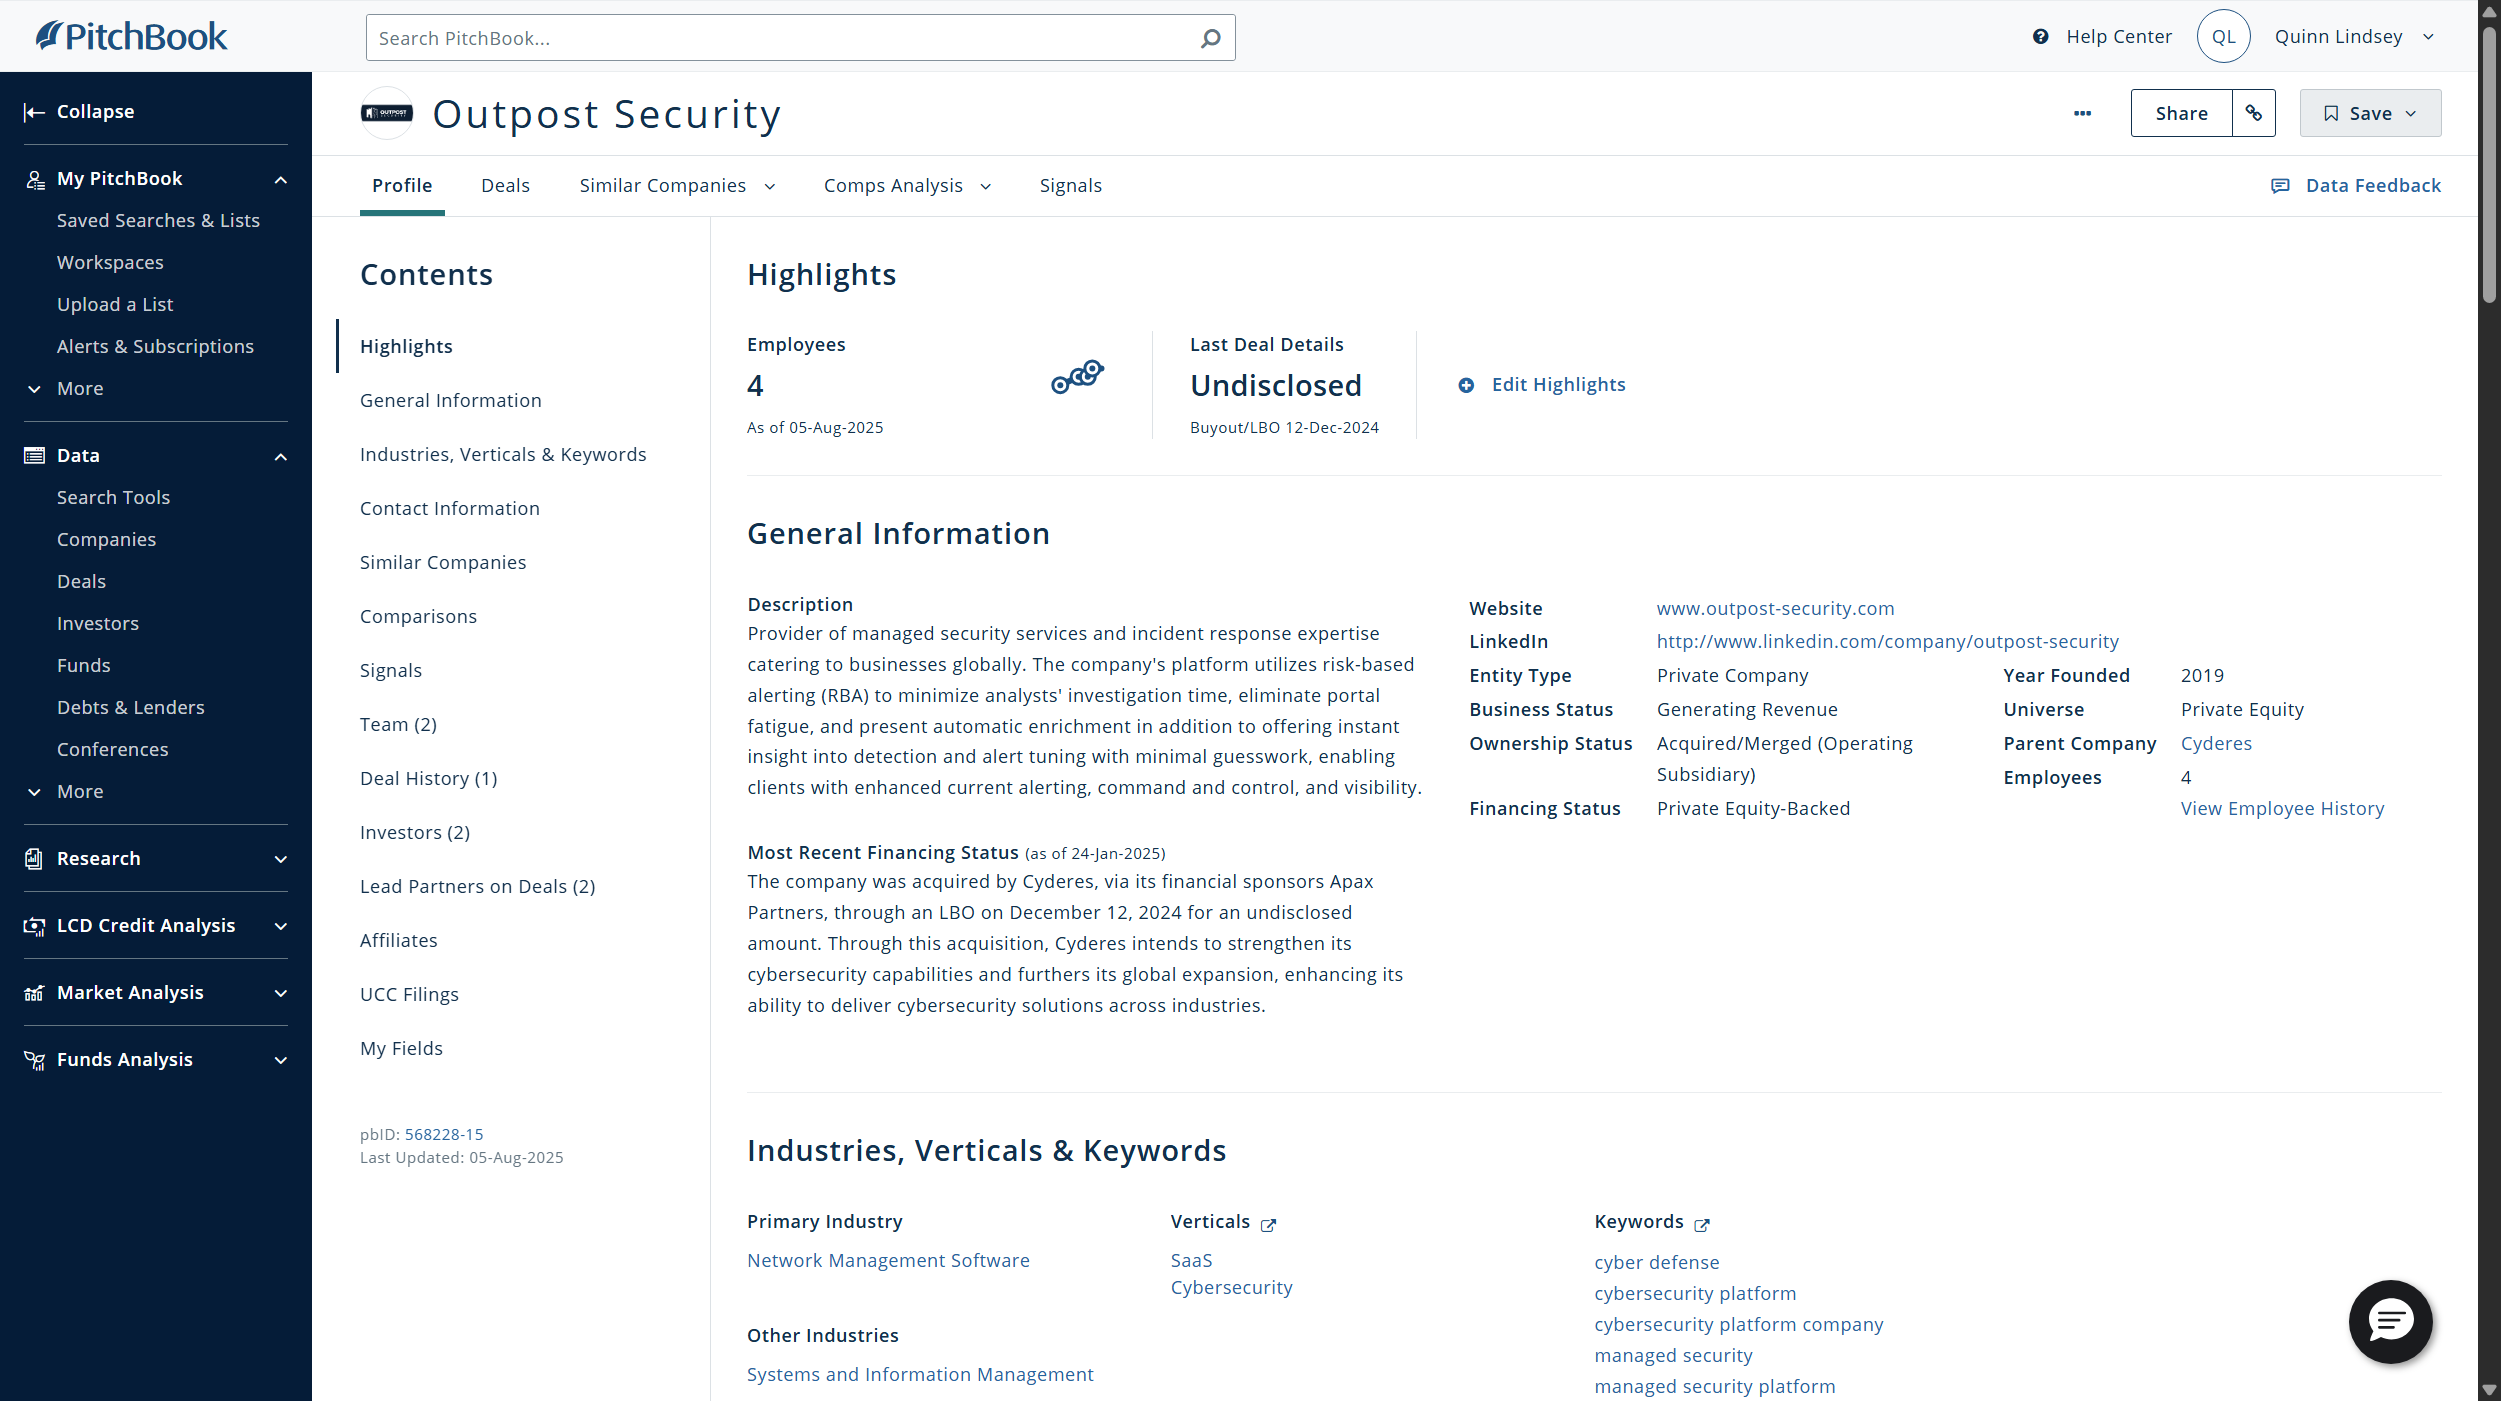 PitchBook
Search PitchBook...
Help Center
QL
Quinn Lindsey
Collapse
My PitchBook
Saved Searches & Lists
Workspaces
Upload a List
Alerts & Subscriptions
More
Data
Search Tools
Companies
Deals
Investors
Funds
Debts & Lenders
Conferences
More
Research
LCD Credit Analysis
Market Analysis
Funds Analysis
OUTPOST
Outpost Security
Share
Save
Profile
Deals
Similar Companies
Comps Analysis
Signals
Data Feedback
Contents
Highlights
General Information
Industries, Verticals & Keywords
Contact Information
Similar Companies
Comparisons
Signals
Team (2)
Deal History (1)
Investors (2)
Lead Partners on Deals (2)
Affiliates
UCC Filings
My Fields
pbID: 568228-15
Last Updated: 05-Aug-2025
Highlights
Employees
4
As of 05-Aug-2025
Last Deal Details
Undisclosed
Buyout/LBO 12-Dec-2024
Edit Highlights
General Information
Description
Provider of managed security services and incident response expertise
catering to businesses globally. The company's platform utilizes risk-based
alerting (RBA) to minimize analysts' investigation time, eliminate portal
fatigue, and present automatic enrichment in addition to offering instant
insight into detection and alert tuning with minimal guesswork, enabling
clients with enhanced current alerting, command and control, and visibility.
Most Recent Financing Status (as of 24-Jan-2025)
The company was acquired by Cyderes, via its financial sponsors Apax
Partners, through an LBO on December 12, 2024 for an undisclosed
amount. Through this acquisition, Cyderes intends to strengthen its
cybersecurity capabilities and furthers its global expansion, enhancing its
ability to deliver cybersecurity solutions across industries.
Website www.outpost-security.com
LinkedIn http://www.linkedin.com/company/outpost-security
Entity Type Private Company
Business Status Generating Revenue
Ownership Status Acquired/Merged (Operating
Subsidiary)
Financing Status Private Equity-Backed
Year Founded 2019
Universe Private Equity
Parent Company Cyderes
Employees 4
View Employee History
Industries, Verticals & Keywords
Primary Industry
Network Management Software
Other Industries
Systems and Information Management
Verticals
SaaS
Cybersecurity
Keywords
cyber defense
cybersecurity platform
cybersecurity platform company
managed security
managed security platform